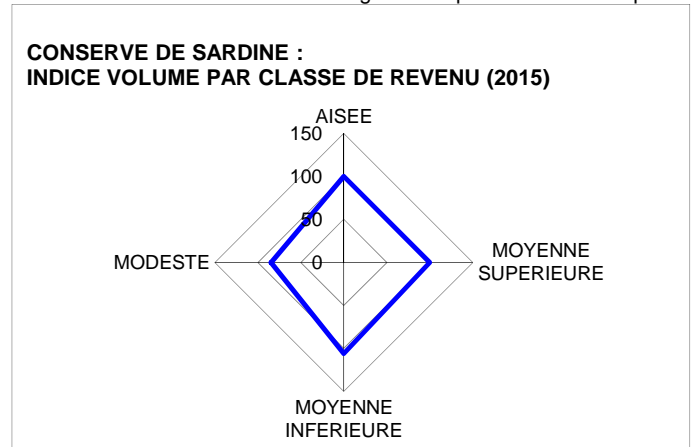 CONSERVE DE SARDINE :
INDICE VOLUME PAR CLASSE DE REVENU (2015)
AISEE
150
100
50
0
MODESTE
MOYENNE
SUPERIEURE
MOYENNE
INFERIEURE